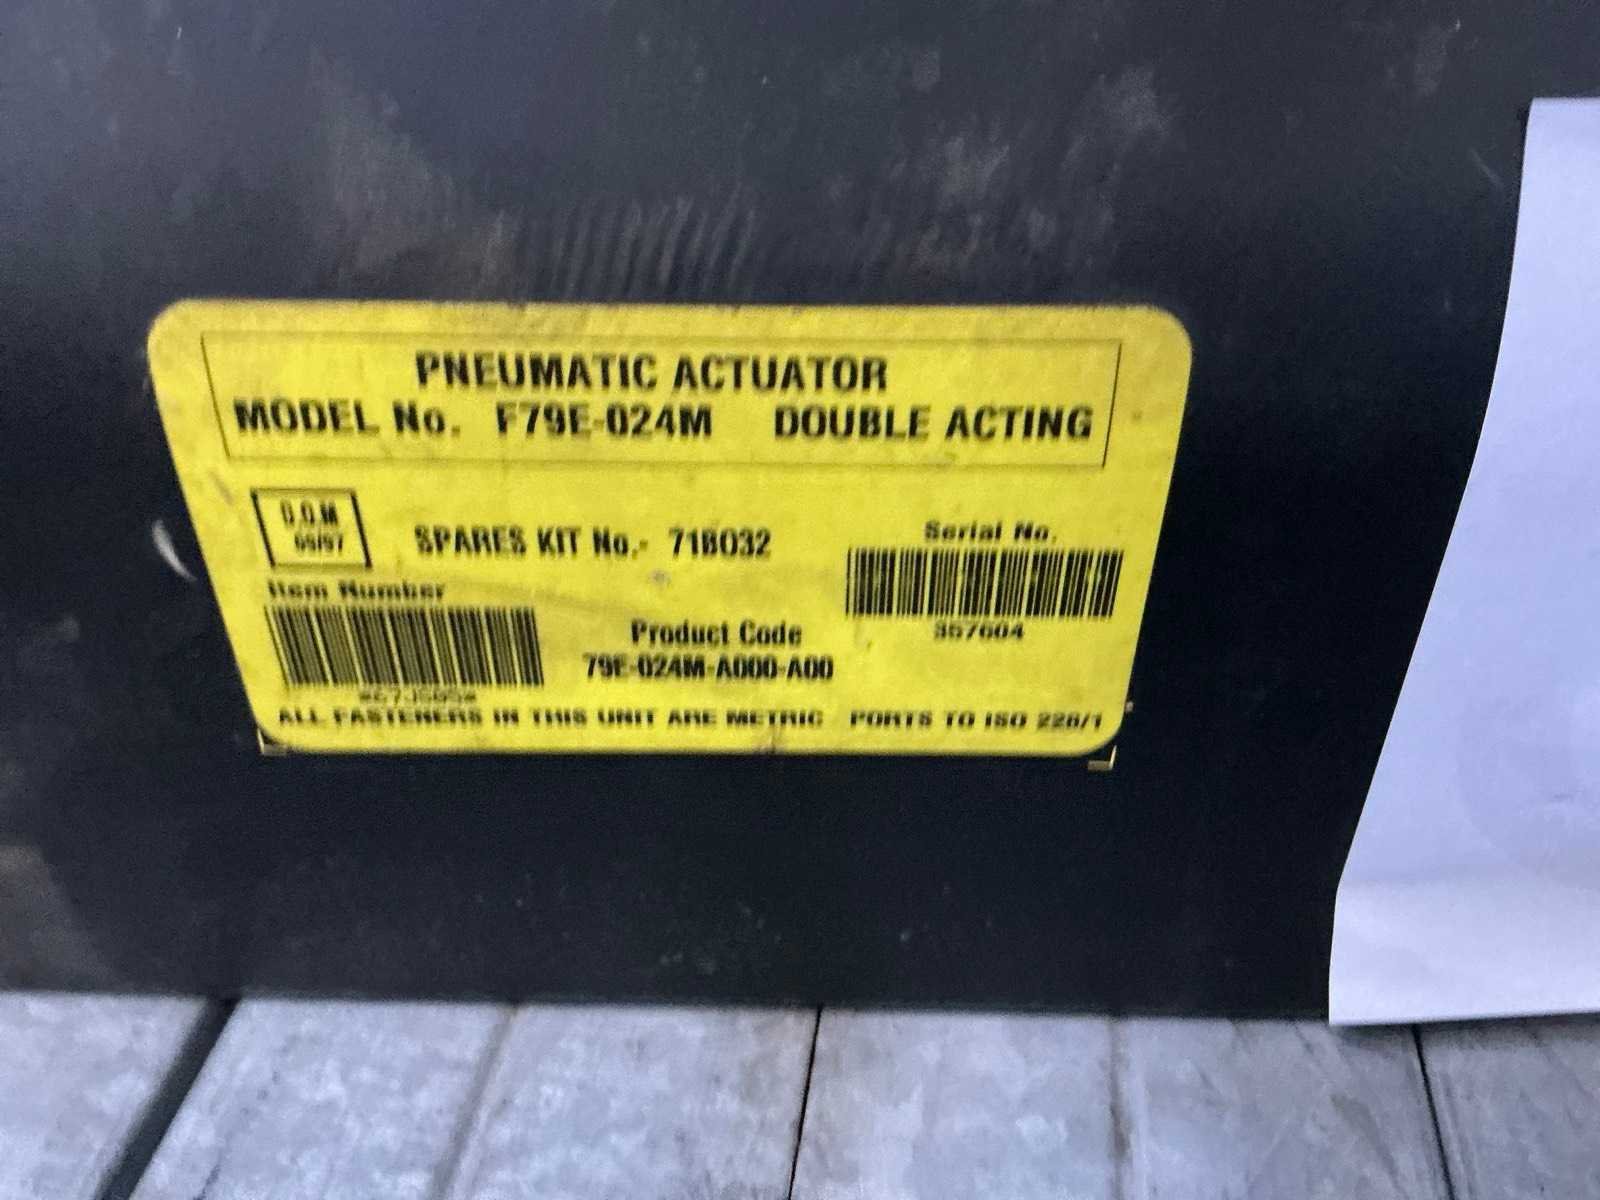 PNEUMATIC ACTUATOR
MODEL No. F79E-024M DOUBLE ACTING
D.O.M
SPARES KIT No.- 71B032
Serial No.
Item Number
357604
Product Code
79E-024M-A000-A00
ALL FASTENERS IN THIS UNIT ARE METRIC PORTS TO ISO 228/1